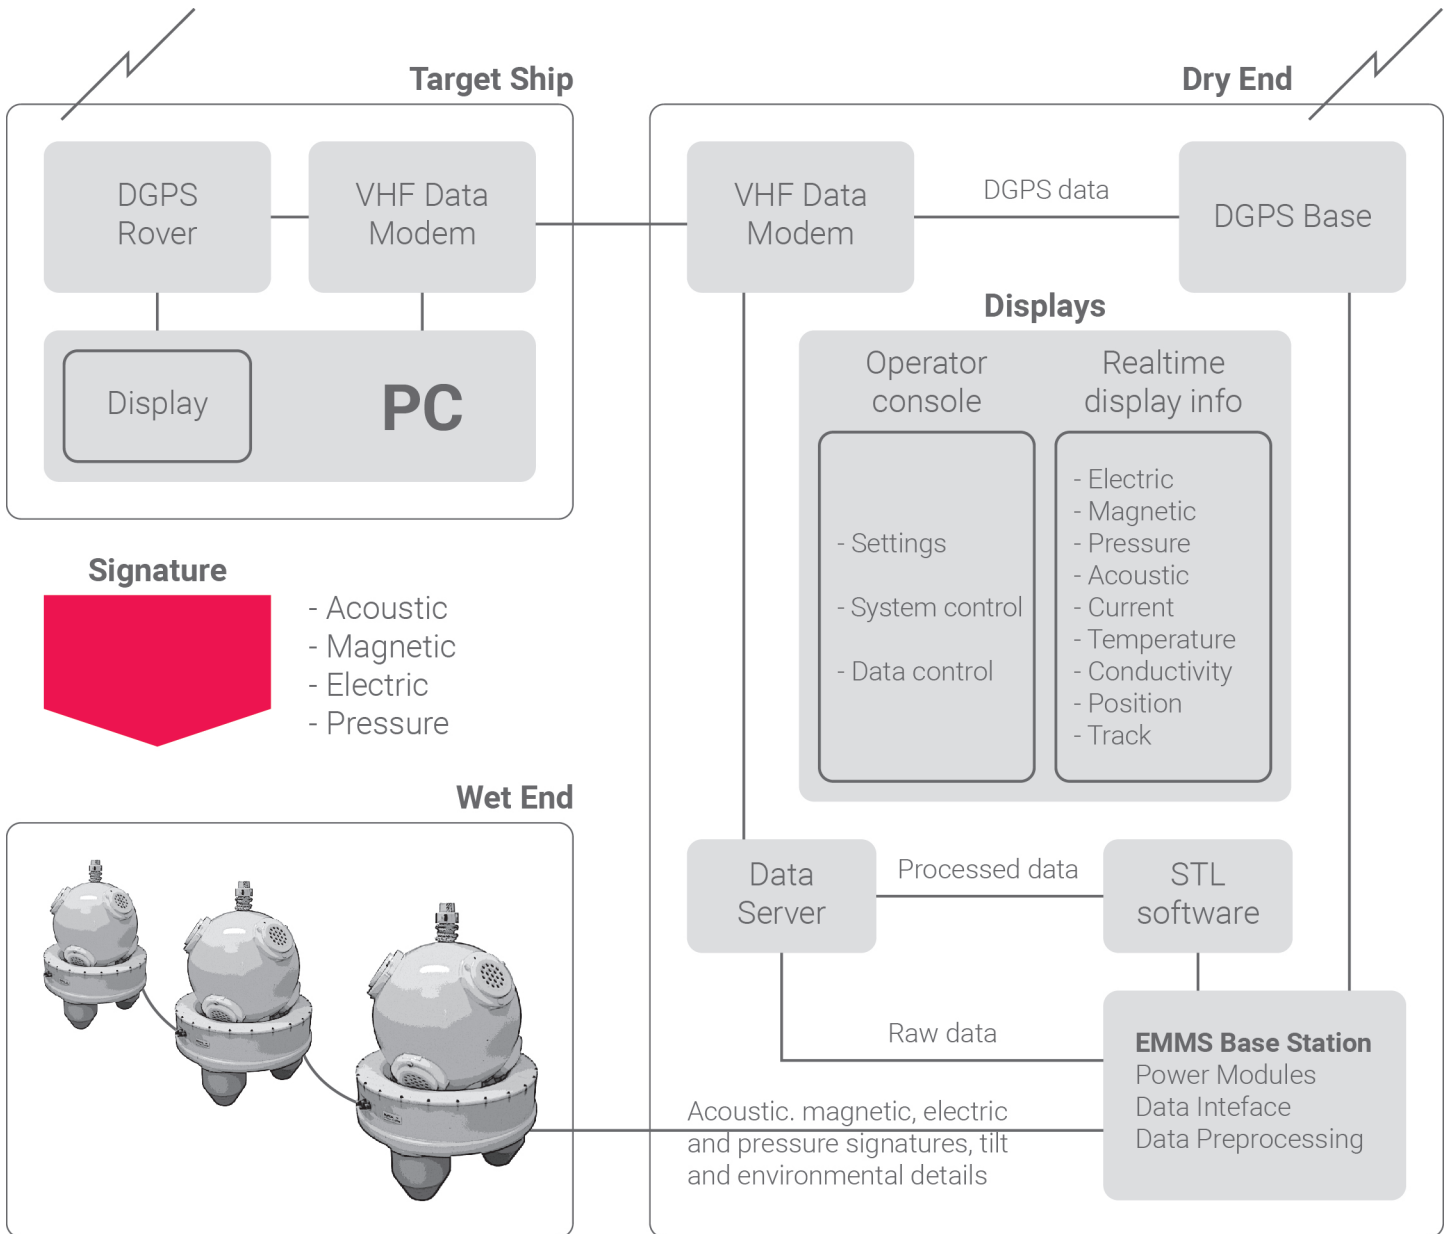 Target Ship
DGPS
Rover
VHF Data
Modem
Display
PC
Signature
- Acoustic
- Magnetic
- Electric
- Pressure
Wet End
Dry End
VHF Data
Modem
DGPS data
DGPS Base
Displays
Operator
console
- Settings
- System control
- Data control
Realtime
display info
- Electric
- Magnetic
- Pressure
- Acoustic
- Current
- Temperature
- Conductivity
- Position
- Track
Data
Server
Processed data
STL
software
Raw data
EMMS Base Station
Power Modules
Data Inteface
Data Preprocessing
Acoustic. magnetic, electric
and pressure signatures, tilt
and environmental details